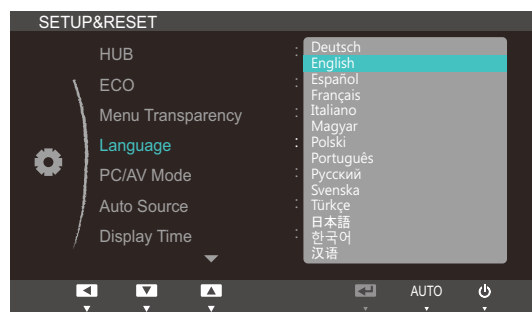 SETUP&RESET
HUB :
ECO :
Menu Transparency :
Language :
PC/AV Mode :
Auto Source :
Display Time :
Deutsch
English
Español
Français
Italiano
Magyar
Polski
Português
Русский
Svenska
Türkçe
日本語
한국어
汉语
AUTO